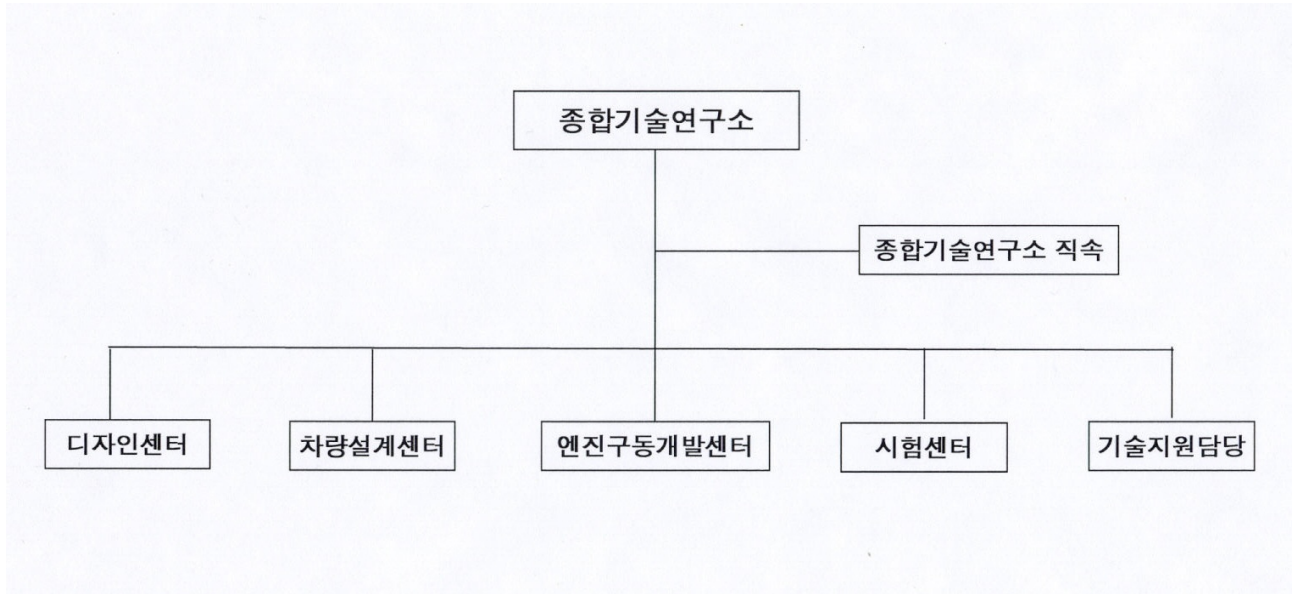 종합기술연구소
종합기술연구소 직속
디자인센터
차량설계센터
엔진구동개발센터
시험센터
기술지원담당